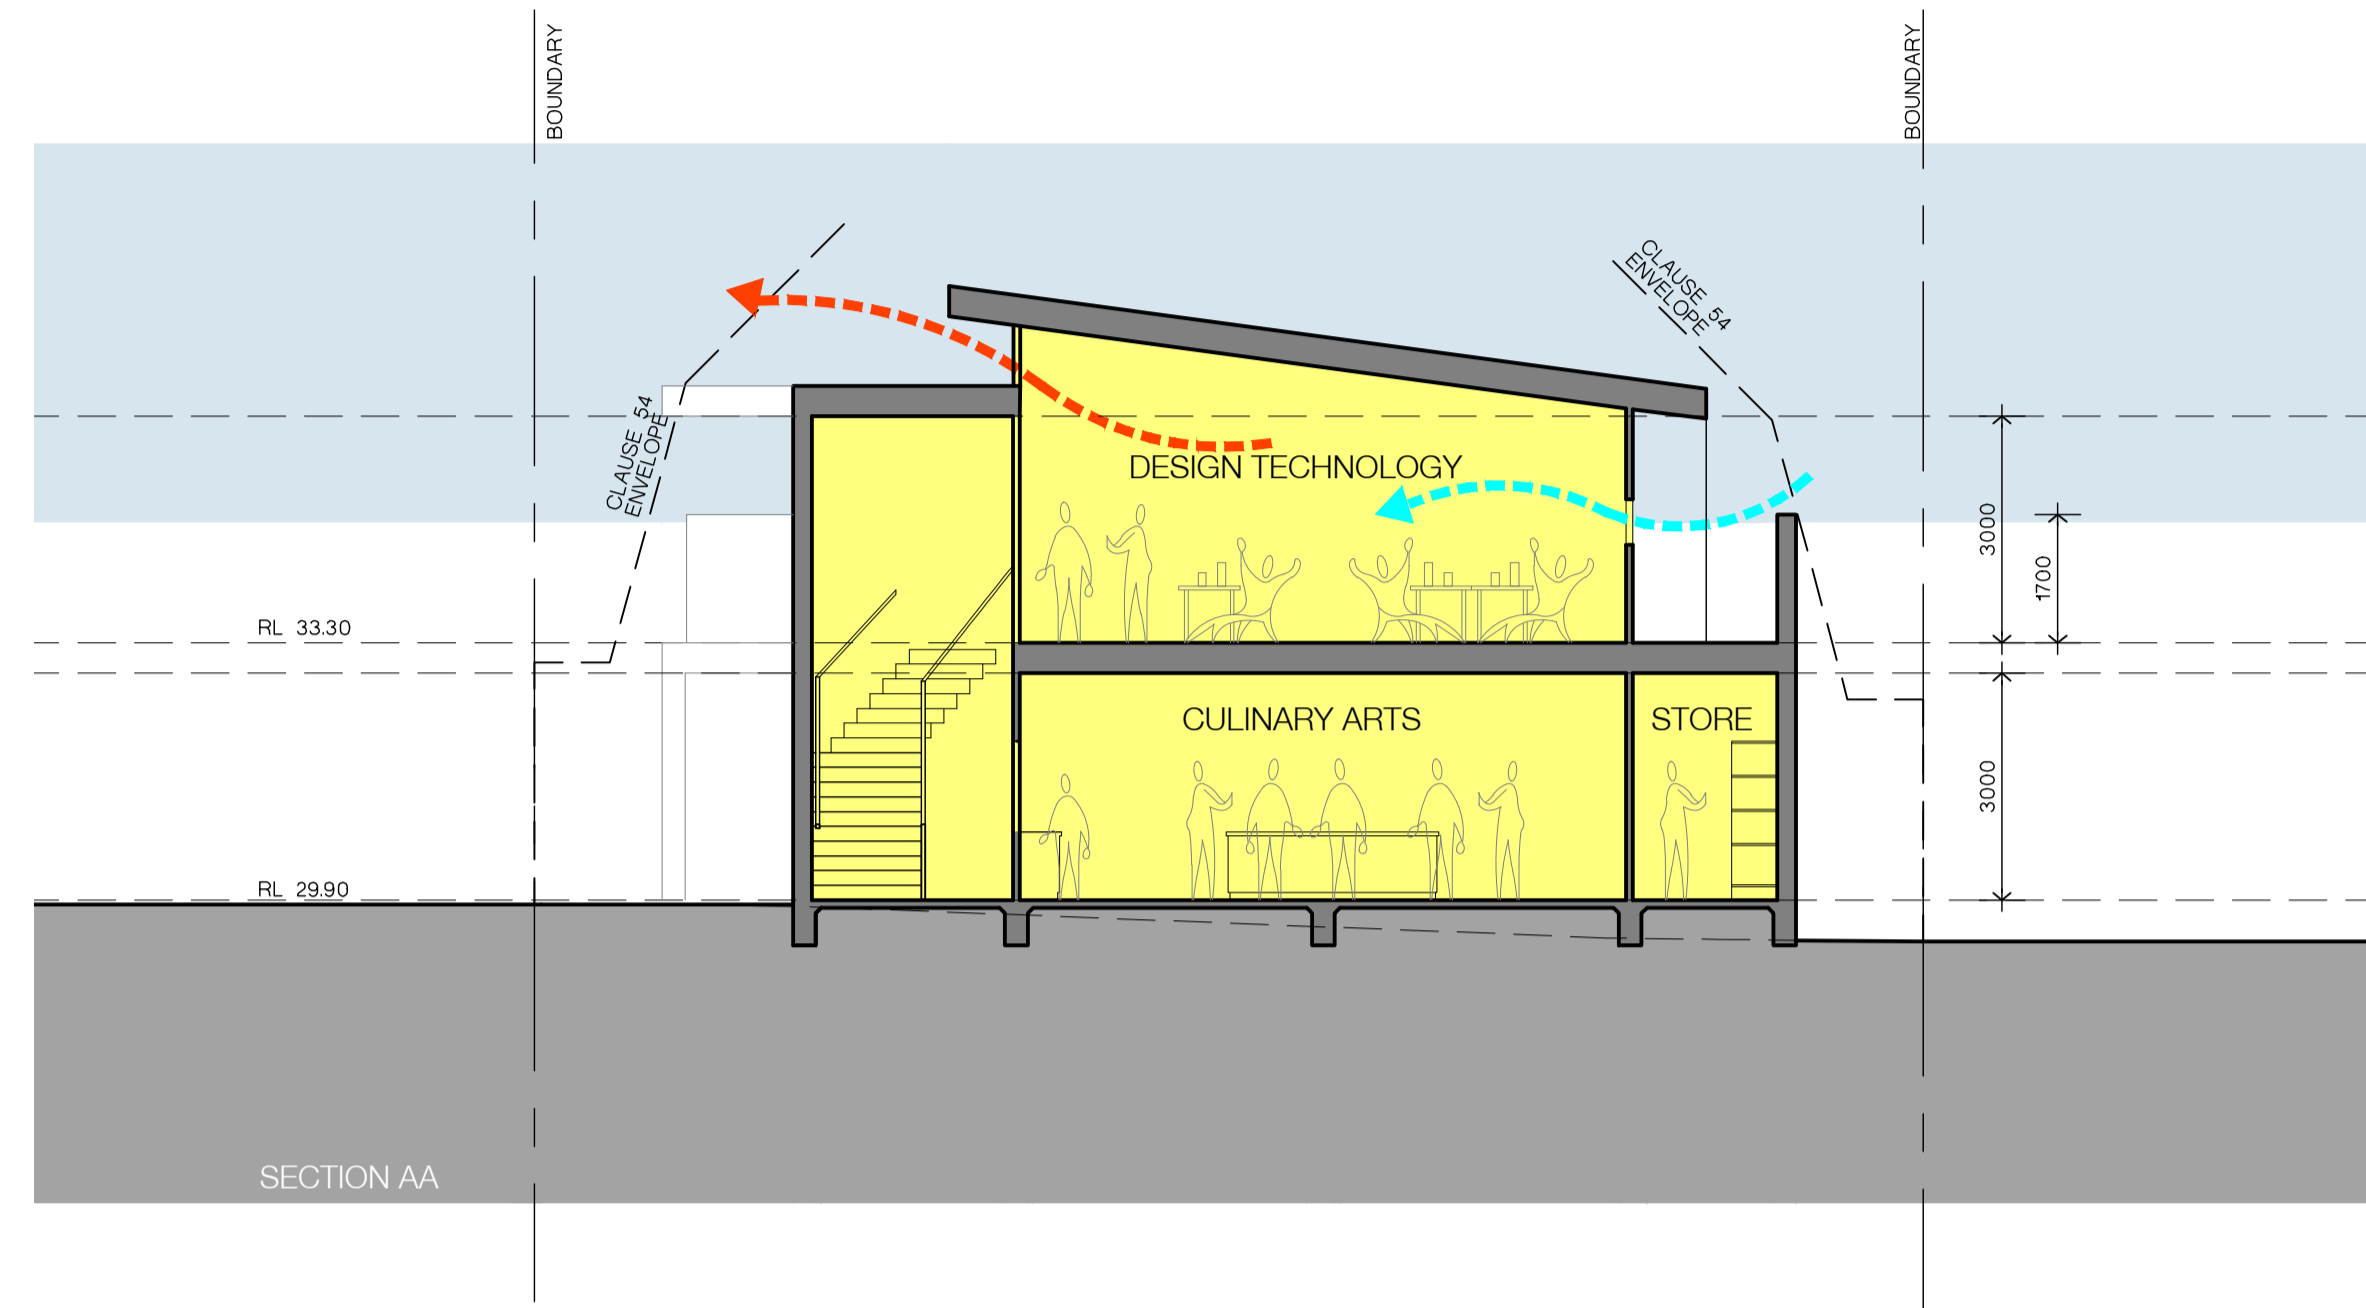 BOUNDARY
BOUNDARY
CLAUSE 54
ENVELOPE
CLAUSE 54
ENVELOPE
DESIGN TECHNOLOGY
3000
1700
RL 33.30
CULINARY ARTS
STORE
3000
RL 29.90
SECTION AA